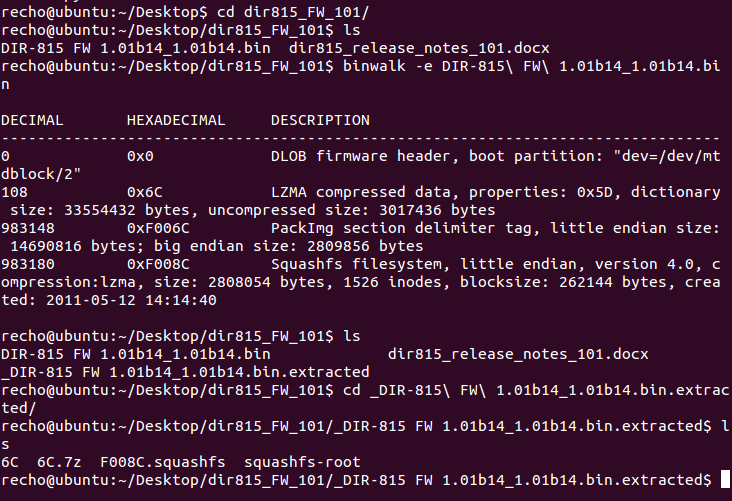 recho@ubuntu:~/Desktop$ cd dir815_FW_101/
recho@ubuntu:~/Desktop/dir815_FW_101$ ls
DIR-815 FW 1.01b14_1.01b14.bin  dir815_release_notes_101.docx
recho@ubuntu:~/Desktop/dir815_FW_101$ binwalk -e DIR-815\ FW\ 1.01b14_1.01b14.bi
n
DECIMAL       HEXADECIMAL     DESCRIPTION
--------------------------------------------------------------------------------
0             0x0             DLOB firmware header, boot partition: "dev=/dev/mt
dblock/2"
108           0x6C            LZMA compressed data, properties: 0x5D, dictionary
 size: 33554432 bytes, uncompressed size: 3017436 bytes
983148        0xF006C         PackImg section delimiter tag, little endian size:
 14690816 bytes; big endian size: 2809856 bytes
983180        0xF008C         Squashfs filesystem, little endian, version 4.0, c
ompression:lzma, size: 2808054 bytes, 1526 inodes, blocksize: 262144 bytes, crea
ted: 2011-05-12 14:14:40
recho@ubuntu:~/Desktop/dir815_FW_101$ ls
DIR-815 FW 1.01b14_1.01b14.bin             dir815_release_notes_101.docx
_DIR-815 FW 1.01b14_1.01b14.bin.extracted
recho@ubuntu:~/Desktop/dir815_FW_101$ cd _DIR-815\ FW\ 1.01b14_1.01b14.bin.extrac
ted/
recho@ubuntu:~/Desktop/dir815_FW_101/_DIR-815 FW 1.01b14_1.01b14.bin.extracted$ l
s
6C  6C.7z  F008C.squashfs  squashfs-root
recho@ubuntu:~/Desktop/dir815_FW_101/_DIR-815 FW 1.01b14_1.01b14.bin.extracted$